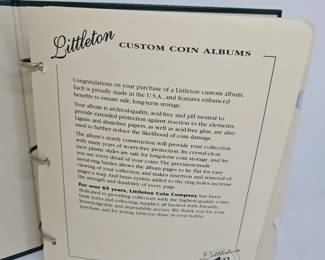 Littleton
CUSTOM COIN ALBUMS
Congratulations on your purchase of a Littleton custom album.
Each is proudly made in the U.S.A., and features enhanced
benefits to ensure safe, long-term storage.
Your album is archival-quality, acid-free and pH neutral to
provide extended protection against reaction to the elements.
Lignin- and alum-free papers, as well as acid-free glue, are also
used to further reduce the likelihood of coin damage.
The album's sturdy construction will provide your collection
with many years of worry-free protection. Its crystal-clear,
inert plastic slides are safe for long-term coin storage, and let
you see every detail of your coins. The precision-made
metal-ring binder allows the album pages to lie flat for easy
viewing of your collection, and makes insertion and removal of
pages a snap. And brass eyelets added to the ring holes increase
the strength and durability of every page.
For over 65 years, Littleton Coin Company has been
dedicated to providing collectors with the highest-quality coins,
bank notes and collecting supplies, all backed with friendly,
knowledgeable, and dependable service. We thank you for your
purchase, and for letting Littleton share in your hobby.
Littleton